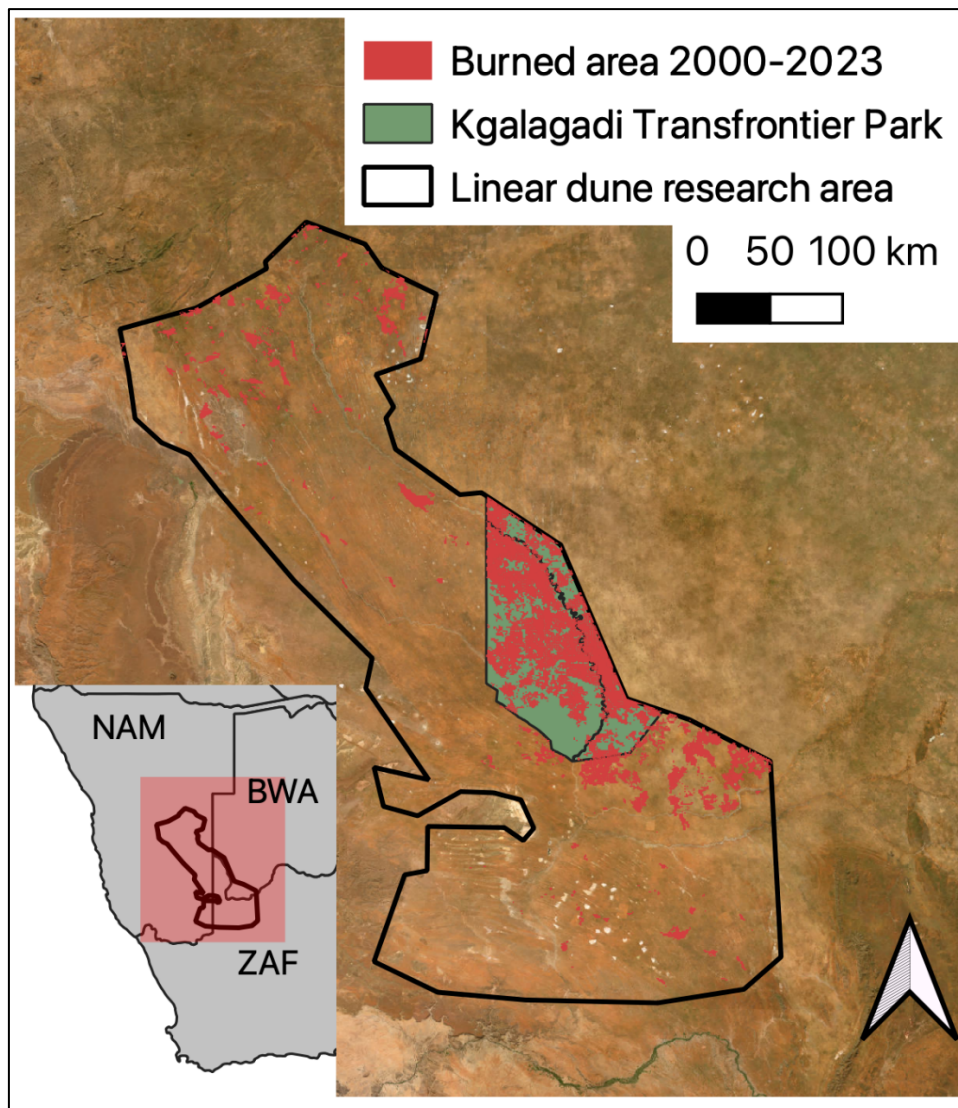 Burned area 2000-2023
Kgalagadi Transfrontier Park
Linear dune research area
0 50 100 km
NAM
BWA
ZAF